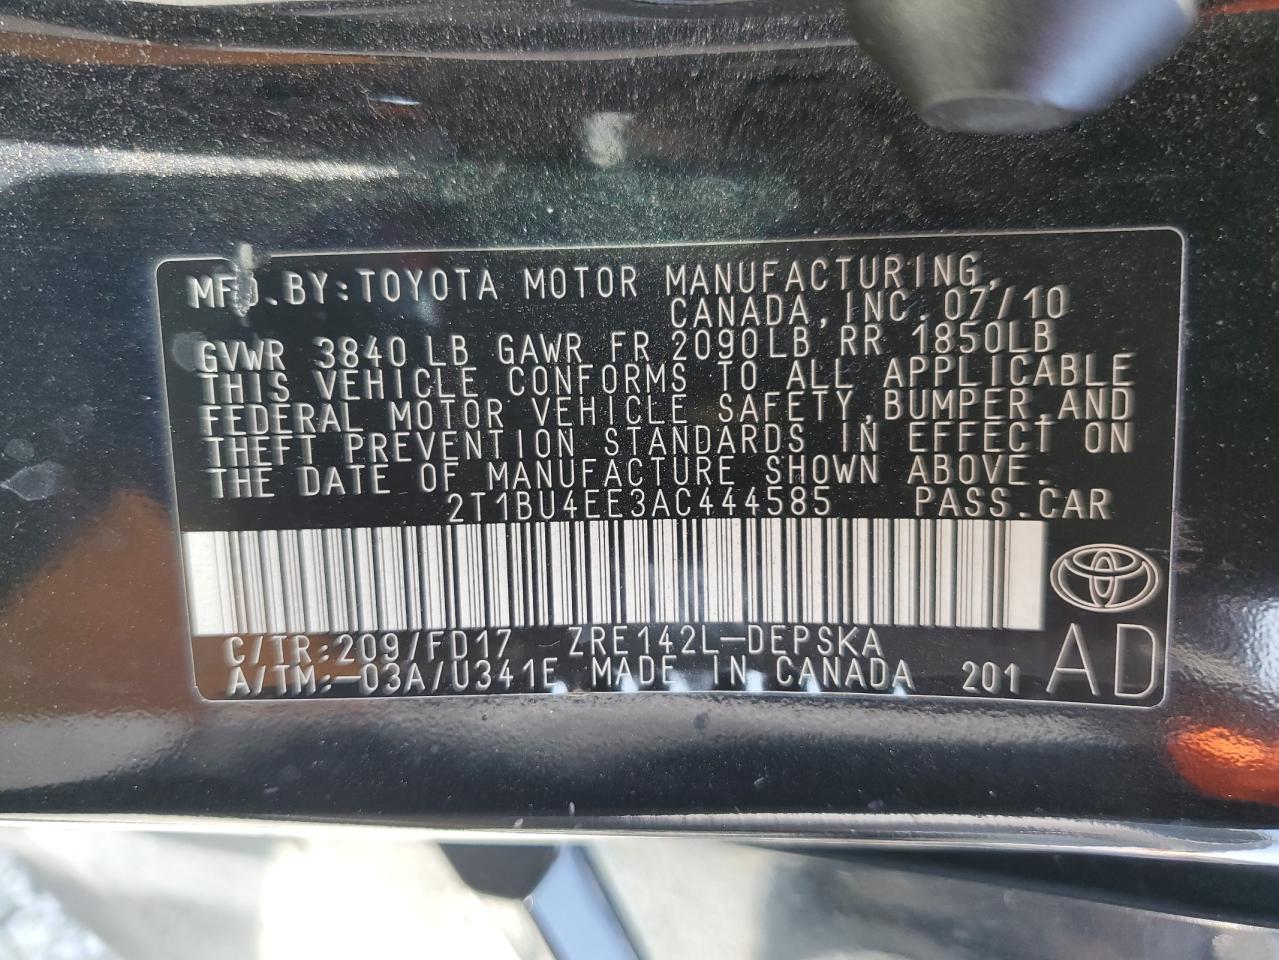 MFD.BY:TOYOTA MOTOR MANUFACTURING,
CANADA,INC.07/10
GVWR 3840 LB GAWR FR 2090LB RR 1850LB
THIS VEHICLE CONFORMS TO ALL APPLICABLE
FEDERAL MOTOR VEHICLE SAFETY,BUMPER,AND
THEFT PREVENTION STANDARDS IN EFFECT ON
THE DATE OF MANUFACTURE SHOWN ABOVE.
2T1BU4EE3AC444585 PASS.CAR
C/TR:209/FD17 ZRE142L-DEPSKA
A/TM:-03A/U341E MADE IN CANADA 201 AD